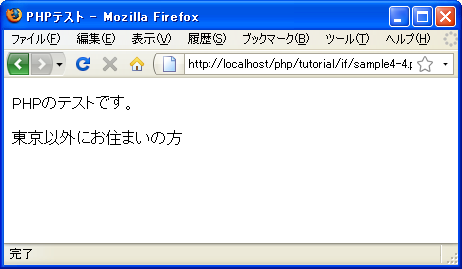 PHPテスト - Mozilla Firefox
ファイル(F) 編集(E) 表示(V) 履歴(S) ブックマーク(B) ツール(T) ヘルプ(H)
http://localhost/php/tutorial/if/sample4-4.p
PHPのテストです。
東京以外にお住まいの方
完了